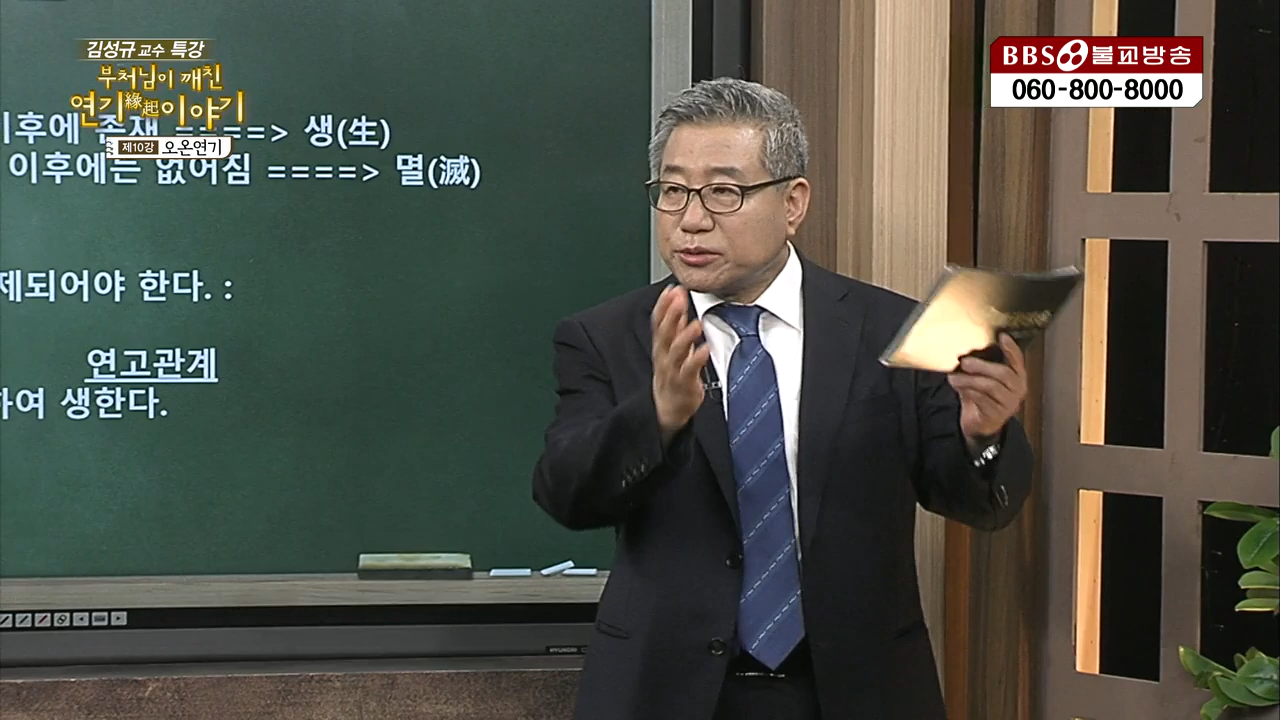 김성규 교수 특강
부처님이 깨친
연기緣起이야기
제10강 오온연기
BBS 불교방송
060-800-8000
이후에 존재 ====> 생(生)
이후에는 없어짐 ====> 멸(滅)
제되어야 한다. :
연고관계
하여 생한다.
HYUNDAI